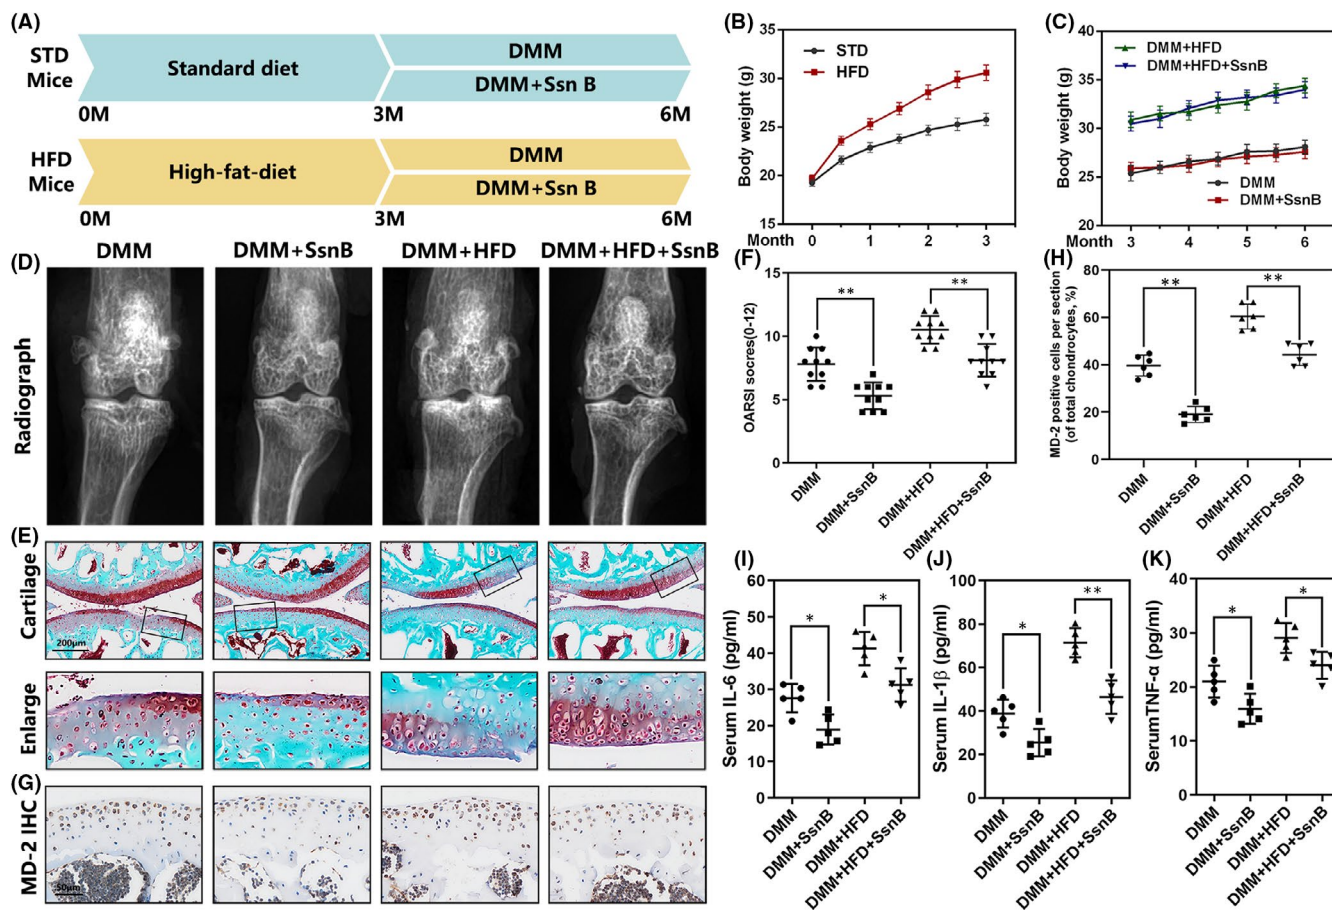 (A)
STD
Mice
Standard diet
DMM
DMM+Ssn B
0M
3M
6M
HFD
Mice
High-fat-diet
DMM
DMM+Ssn B
0M
3M
6M
(B)
Body weight (g)
35
30
25
20
15
STD
HFD
Month
0
1
2
3
(C)
Body weight (g)
40
35
30
25
20
DMM+HFD
DMM+HFD+SsnB
DMM
DMM+SsnB
Month
3
4
5
6
(D)
DMM
DMM+SsnB
DMM+HFD
DMM+HFD+SsnB
Radiograph
(E)
Cartilage
200μm
Enlarge
(F)
OARSI socres(0-12)
15
10
5
0
**
**
DMM
DMM+SsnB
DMM+HFD
DMM+HFD+SsnB
(G)
MD-2 IHC
50μm
(H)
MD-2 positive cells per section
(of total chondrocytes, %)
80
60
40
20
0
**
**
DMM
DMM+SsnB
DMM+HFD
DMM+HFD+SsnB
(I)
Serum IL-6 (pg/ml)
60
50
40
30
20
10
0
*
*
DMM
DMM+SsnB
DMM+HFD
DMM+HFD+SsnB
(J)
Serum IL-1β (pg/ml)
100
80
60
40
20
0
*
**
DMM
DMM+SsnB
DMM+HFD
DMM+HFD+SsnB
(K)
SerumTNF-α (pg/ml)
40
30
20
10
0
*
*
DMM
DMM+SsnB
DMM+HFD
DMM+HFD+SsnB